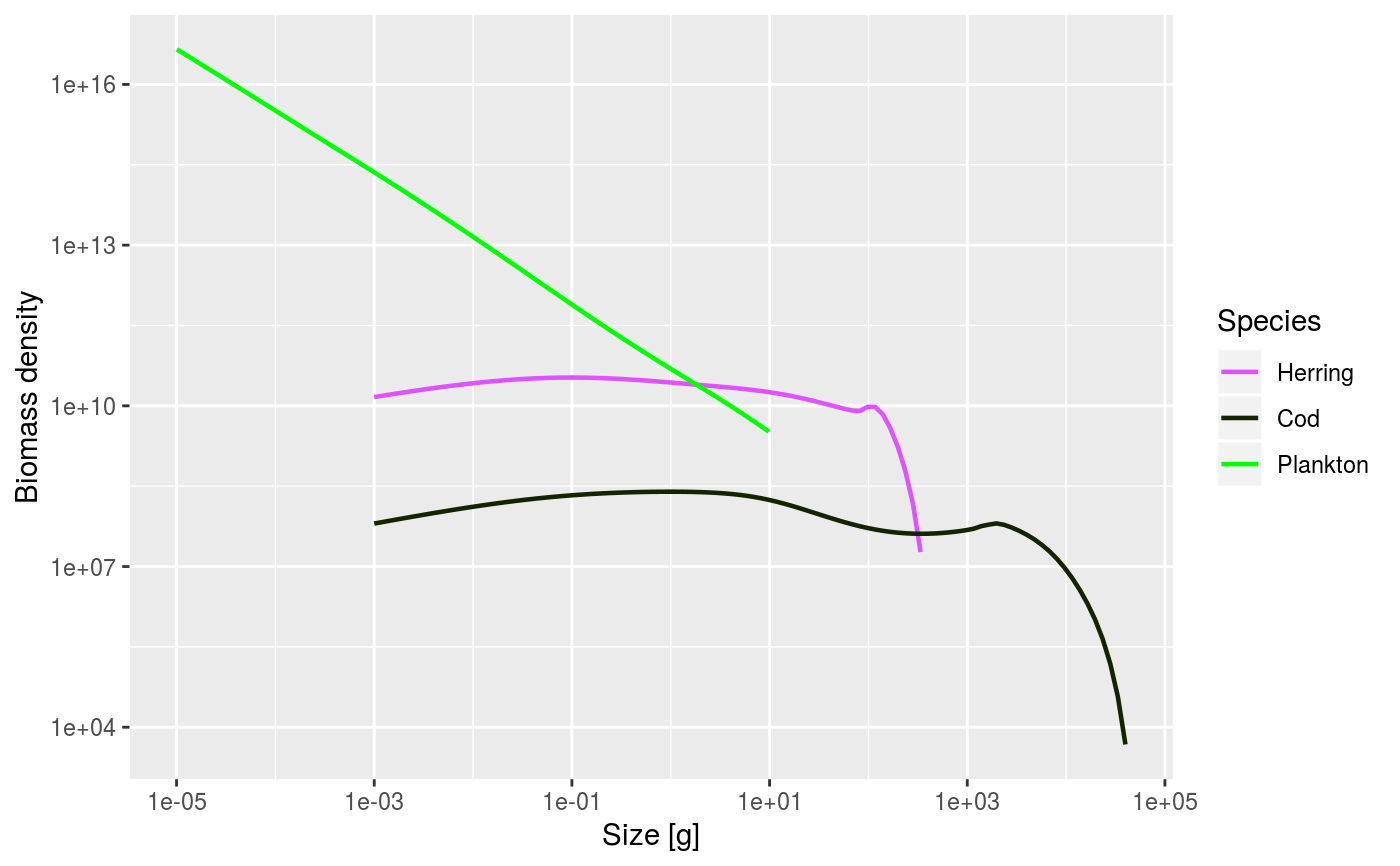 1e+16
1e+13
1e+10
1e+07
1e+04
Biomass density
1e-05 1e-03 1e-01 1e+01 1e+03 1e+05
Size [g]
Species
Herring
Cod
Plankton